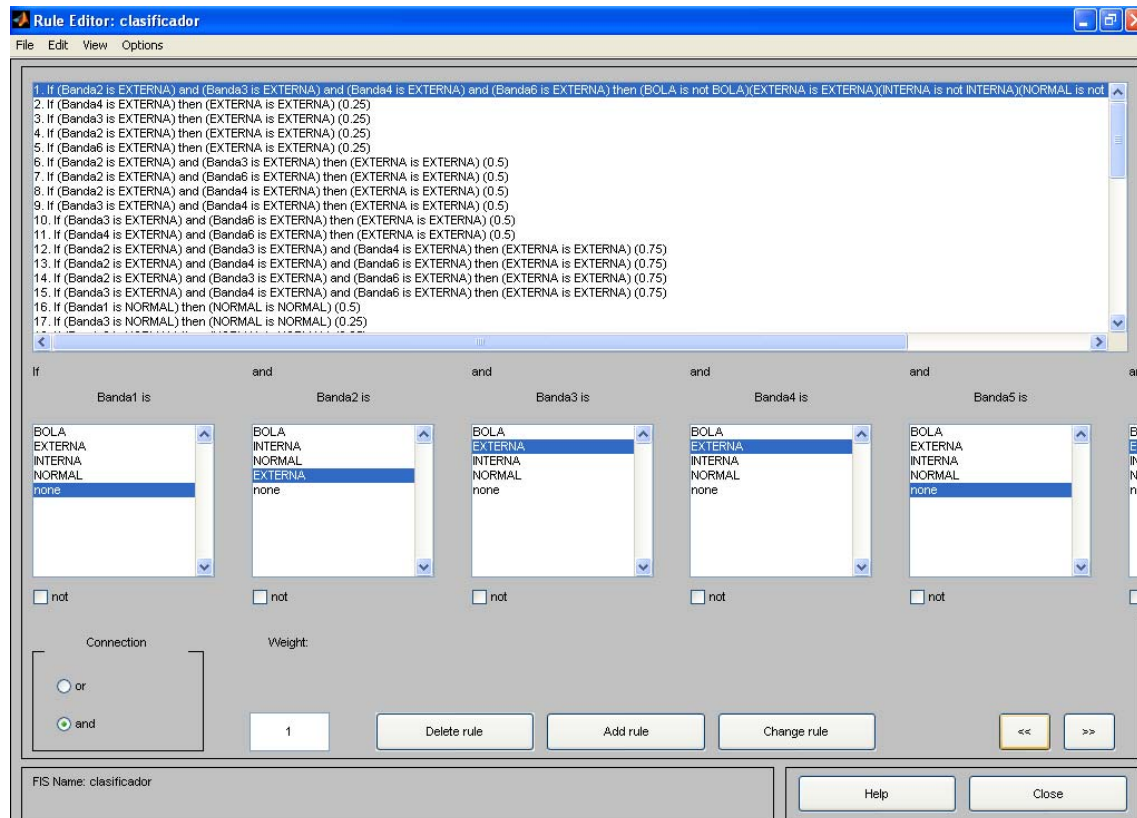 Rule Editor: clasificador
File Edit View Options
1. If (Banda2 is EXTERNA) and (Banda3 is EXTERNA) and (Banda4 is EXTERNA) and (Banda6 is EXTERNA) then (BOLA is not BOLA)(EXTERNA is EXTERNA)(INTERNA is not INTERNA)(NORMAL is not
2. If (Banda4 is EXTERNA) then (EXTERNA is EXTERNA) (0.25)
3. If (Banda3 is EXTERNA) then (EXTERNA is EXTERNA) (0.25)
4. If (Banda2 is EXTERNA) then (EXTERNA is EXTERNA) (0.25)
5. If (Banda6 is EXTERNA) then (EXTERNA is EXTERNA) (0.25)
6. If (Banda2 is EXTERNA) and (Banda3 is EXTERNA) then (EXTERNA is EXTERNA) (0.5)
7. If (Banda2 is EXTERNA) and (Banda6 is EXTERNA) then (EXTERNA is EXTERNA) (0.5)
8. If (Banda2 is EXTERNA) and (Banda4 is EXTERNA) then (EXTERNA is EXTERNA) (0.5)
9. If (Banda3 is EXTERNA) and (Banda4 is EXTERNA) then (EXTERNA is EXTERNA) (0.5)
10. If (Banda3 is EXTERNA) and (Banda6 is EXTERNA) then (EXTERNA is EXTERNA) (0.5)
11. If (Banda4 is EXTERNA) and (Banda6 is EXTERNA) then (EXTERNA is EXTERNA) (0.5)
12. If (Banda2 is EXTERNA) and (Banda3 is EXTERNA) and (Banda4 is EXTERNA) then (EXTERNA is EXTERNA) (0.75)
13. If (Banda2 is EXTERNA) and (Banda4 is EXTERNA) and (Banda6 is EXTERNA) then (EXTERNA is EXTERNA) (0.75)
14. If (Banda2 is EXTERNA) and (Banda3 is EXTERNA) and (Banda6 is EXTERNA) then (EXTERNA is EXTERNA) (0.75)
15. If (Banda3 is EXTERNA) and (Banda4 is EXTERNA) and (Banda6 is EXTERNA) then (EXTERNA is EXTERNA) (0.75)
16. If (Banda1 is NORMAL) then (NORMAL is NORMAL) (0.5)
17. If (Banda3 is NORMAL) then (NORMAL is NORMAL) (0.25)
If and and and and
Banda1 is Banda2 is Banda3 is Banda4 is Banda5 is
BOLA BOLA BOLA BOLA BOLA
EXTERNA INTERNA EXTERNA EXTERNA EXTERNA
INTERNA NORMAL INTERNA INTERNA INTERNA
NORMAL EXTERNA NORMAL NORMAL NORMAL
none none none none none
not not not not not
Connection Weight:
or
and 1 Delete rule Add rule Change rule << >>
FIS Name: clasificador
Help Close